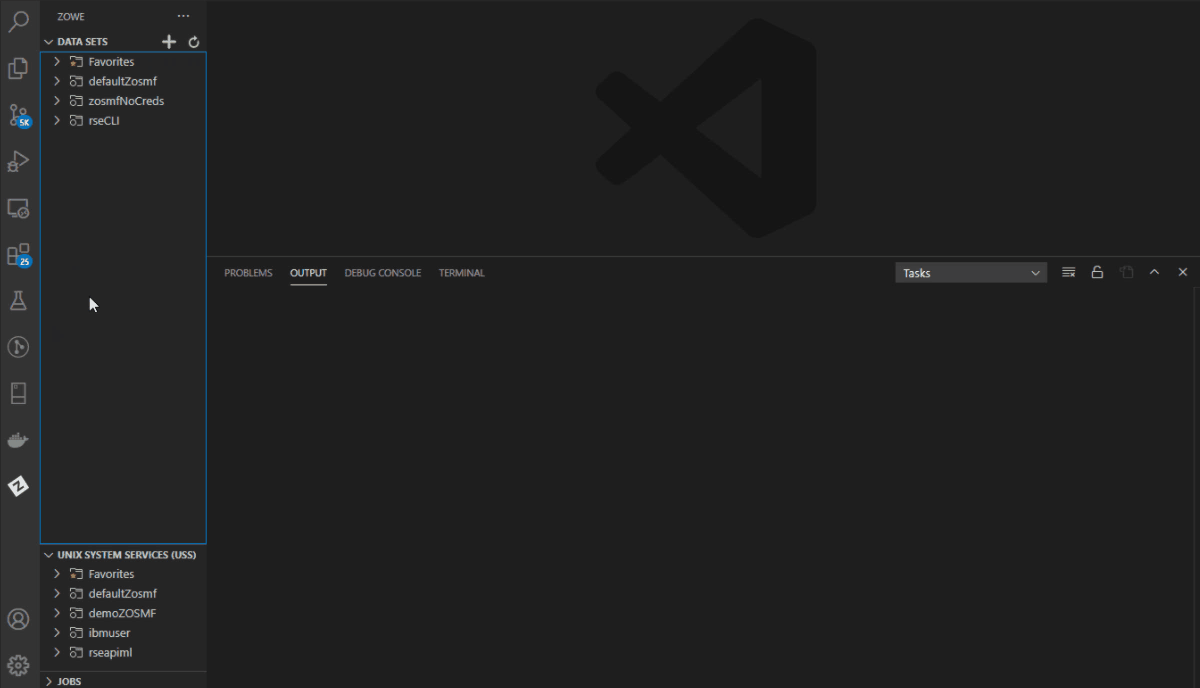 ZOWE
DATA SETS
Favorites
defaultZosmf
zosmfNoCreds
rseCLI
5K
25
PROBLEMS OUTPUT DEBUG CONSOLE TERMINAL Tasks
Z
UNIX SYSTEM SERVICES (USS)
Favorites
defaultZosmf
demoZOSMF
ibmuser
rseapiml
JOBS